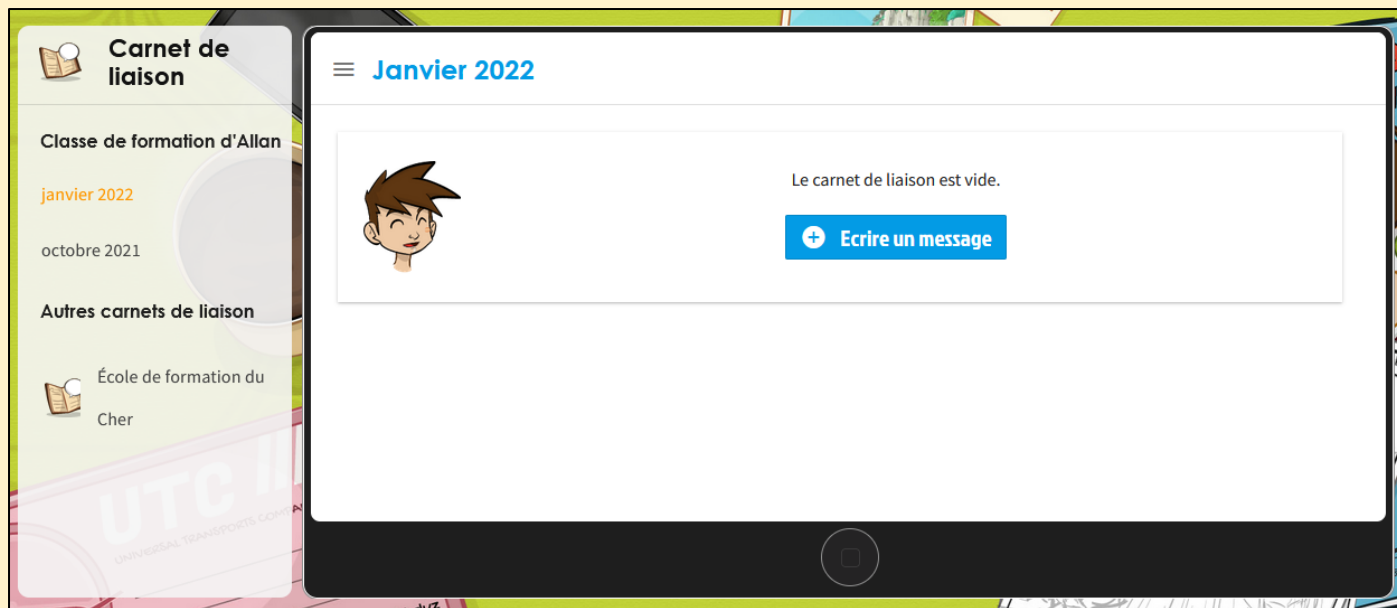 Carnet de
liaison
Classe de formation d'Allan
janvier 2022
octobre 2021
Autres carnets de liaison
École de formation du
Cher
UTC
UNIVERSAL TRANSPORTS COMPA
Janvier 2022
Le carnet de liaison est vide.
Ecrire un message